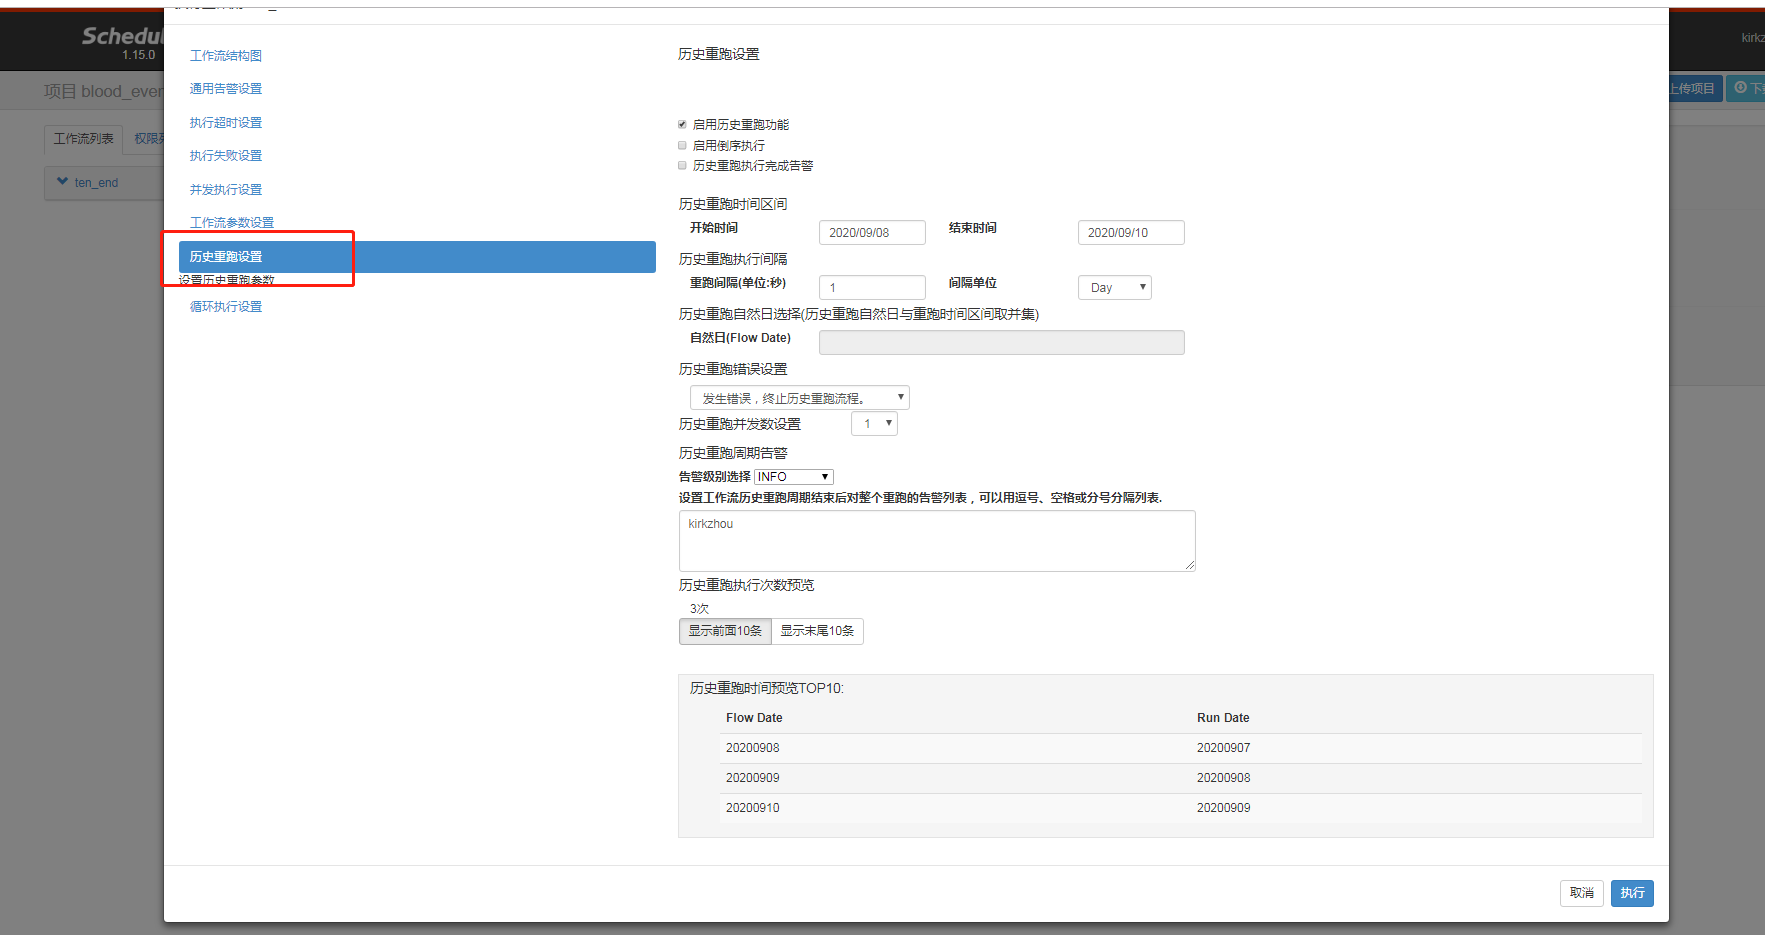 Schedul
1.15.0
kirkz
项目 blood_ever
上传项目
下载
工作流列表
权限
ten_end
工作流结构图
通用告警设置
执行超时设置
执行失败设置
并发执行设置
工作流参数设置
历史重跑设置
设置历史重跑参数
循环执行设置
历史重跑设置
启用历史重跑功能
启用倒序执行
历史重跑执行完成告警
历史重跑时间区间
开始时间 2020/09/08 结束时间 2020/09/10
历史重跑执行间隔
重跑间隔(单位:秒) 1 间隔单位 Day
历史重跑自然日选择(历史重跑自然日与重跑时间区间取并集)
自然日(Flow Date)
历史重跑错误设置
发生错误，终止历史重跑流程。
历史重跑并发数设置 1
历史重跑周期告警
告警级别选择 INFO
设置工作流历史重跑周期结束后对整个重跑的告警列表，可以用逗号、空格或分号分隔列表.
kirkzhou
历史重跑执行次数预览
3次
显示前面10条 显示末尾10条
历史重跑时间预览TOP10:
Flow Date Run Date
20200908 20200907
20200909 20200908
20200910 20200909
取消 执行